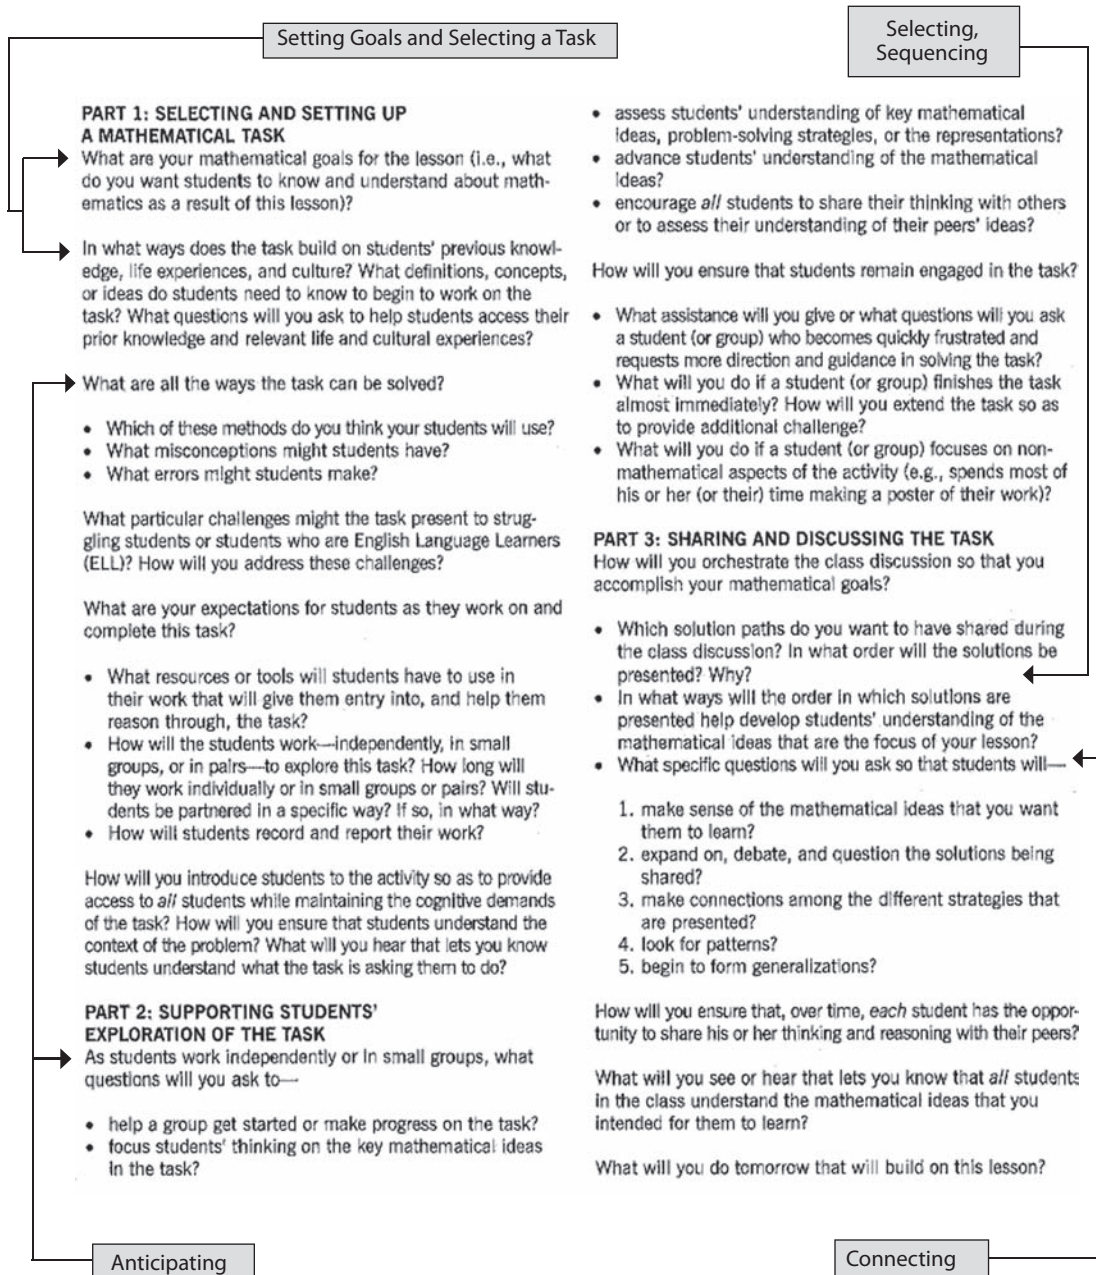 Setting Goals and Selecting a Task
Selecting,
Sequencing
PART 1: SELECTING AND SETTING UP
A MATHEMATICAL TASK
What are your mathematical goals for the lesson (i.e., what
do you want students to know and understand about math-
ematics as a result of this lesson)?
In what ways does the task build on students' previous knowl-
edge, life experiences, and culture? What definitions, concepts,
or ideas do students need to know to begin to work on the
task? What questions will you ask to help students access their
prior knowledge and relevant life and cultural experiences?
What are all the ways the task can be solved?
• Which of these methods do you think your students will use?
• What misconceptions might students have?
• What errors might students make?
What particular challenges might the task present to strug-
gling students or students who are English Language Learners
(ELL)? How will you address these challenges?
What are your expectations for students as they work on and
complete this task?
• What resources or tools will students have to use in
their work that will give them entry into, and help them
reason through, the task?
• How will the students work—independently, in small
groups, or in pairs—to explore this task? How long will
they work individually or in small groups or pairs? Will stu-
dents be partnered in a specific way? If so, in what way?
• How will students record and report their work?
How will you introduce students to the activity so as to provide
access to all students while maintaining the cognitive demands
of the task? How will you ensure that students understand the
context of the problem? What will you hear that lets you know
students understand what the task is asking them to do?
PART 2: SUPPORTING STUDENTS'
EXPLORATION OF THE TASK
As students work independently or in small groups, what
questions will you ask to—
• help a group get started or make progress on the task?
• focus students' thinking on the key mathematical ideas
in the task?
• assess students' understanding of key mathematical
ideas, problem-solving strategies, or the representations?
• advance students' understanding of the mathematical
ideas?
• encourage all students to share their thinking with others
or to assess their understanding of their peers' ideas?
How will you ensure that students remain engaged in the task?
• What assistance will you give or what questions will you ask
a student (or group) who becomes quickly frustrated and
requests more direction and guidance in solving the task?
• What will you do if a student (or group) finishes the task
almost immediately? How will you extend the task so as
to provide additional challenge?
• What will you do if a student (or group) focuses on non-
mathematical aspects of the activity (e.g., spends most of
his or her (or their) time making a poster of their work)?
PART 3: SHARING AND DISCUSSING THE TASK
How will you orchestrate the class discussion so that you
accomplish your mathematical goals?
• Which solution paths do you want to have shared during
the class discussion? In what order will the solutions be
presented? Why?
• In what ways will the order in which solutions are
presented help develop students' understanding of the
mathematical ideas that are the focus of your lesson?
• What specific questions will you ask so that students will—
1. make sense of the mathematical ideas that you want
them to learn?
2. expand on, debate, and question the solutions being
shared?
3. make connections among the different strategies that
are presented?
4. look for patterns?
5. begin to form generalizations?
How will you ensure that, over time, each student has the oppor-
tunity to share his or her thinking and reasoning with their peers?
What will you see or hear that lets you know that all students
in the class understand the mathematical ideas that you
intended for them to learn?
What will you do tomorrow that will build on this lesson?
Anticipating
Connecting